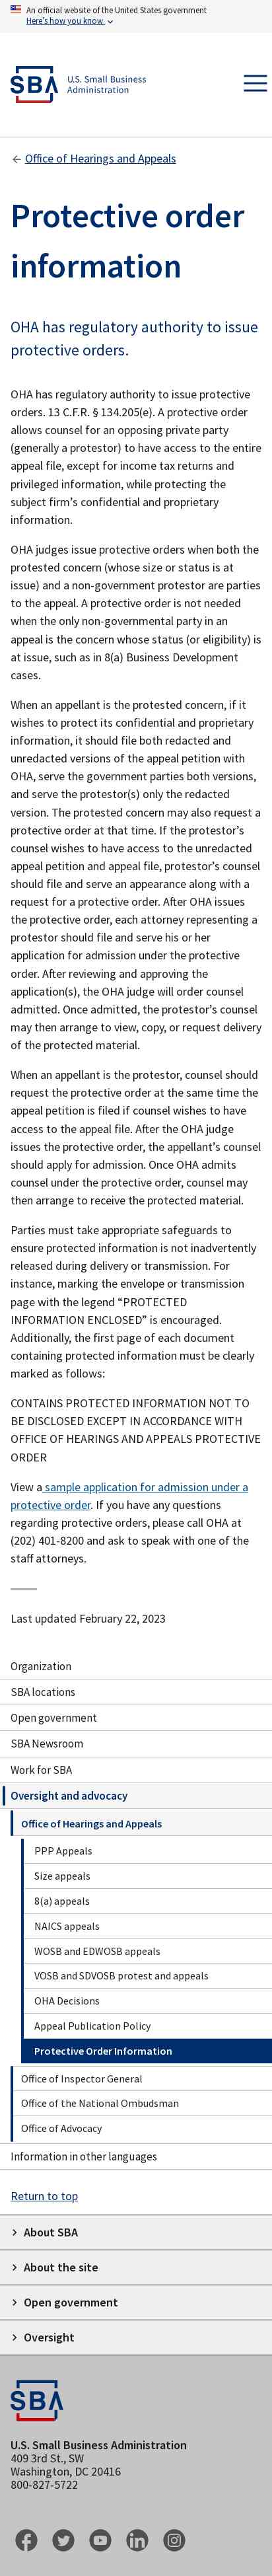 An official website of the United States government
Here's how you know
SBA U.S. Small Business
Administration
Office of Hearings and Appeals
Protective order
information
OHA has regulatory authority to issue
protective orders.
OHA has regulatory authority to issue protective
orders. 13 C.F.R. § 134.205(e). A protective order
allows counsel for an opposing private party
(generally a protestor) to have access to the entire
appeal file, except for income tax returns and
privileged information, while protecting the
subject firm’s confidential and proprietary
information.
OHA judges issue protective orders when both the
protested concern (whose size or status is at
issue) and a non-government protestor are parties
to the appeal. A protective order is not needed
when the only non-governmental party in an
appeal is the concern whose status (or eligibility) is
at issue, such as in 8(a) Business Development
cases.
When an appellant is the protested concern, if it
wishes to protect its confidential and proprietary
information, it should file both redacted and
unredacted versions of the appeal petition with
OHA, serve the government parties both versions,
and serve the protestor(s) only the redacted
version. The protested concern may also request a
protective order at that time. If the protestor’s
counsel wishes to have access to the unredacted
appeal petition and appeal file, protestor’s counsel
should file and serve an appearance along with a
request for a protective order. After OHA issues
the protective order, each attorney representing a
protestor should file and serve his or her
application for admission under the protective
order. After reviewing and approving the
application(s), the OHA judge will order counsel
admitted. Once admitted, the protestor’s counsel
may then arrange to view, copy, or request delivery
of the protected material.
When an appellant is the protestor, counsel should
request the protective order at the same time the
appeal petition is filed if counsel wishes to have
access to the appeal file. After the OHA judge
issues the protective order, the appellant’s counsel
should apply for admission. Once OHA admits
counsel under the protective order, counsel may
then arrange to receive the protected material.
Parties must take appropriate safeguards to
ensure protected information is not inadvertently
released during delivery or transmission. For
instance, marking the envelope or transmission
page with the legend “PROTECTED
INFORMATION ENCLOSED” is encouraged.
Additionally, the first page of each document
containing protected information must be clearly
marked as follows:
CONTAINS PROTECTED INFORMATION NOT TO
BE DISCLOSED EXCEPT IN ACCORDANCE WITH
OFFICE OF HEARINGS AND APPEALS PROTECTIVE
ORDER
View a sample application for admission under a
protective order. If you have any questions
regarding protective orders, please call OHA at
(202) 401-8200 and ask to speak with one of the
staff attorneys.
Last updated February 22, 2023
Organization
SBA locations
Open government
SBA Newsroom
Work for SBA
Oversight and advocacy
Office of Hearings and Appeals
PPP Appeals
Size appeals
8(a) appeals
NAICS appeals
WOSB and EDWOSB appeals
VOSB and SDVOSB protest and appeals
OHA Decisions
Appeal Publication Policy
Protective Order Information
Office of Inspector General
Office of the National Ombudsman
Office of Advocacy
Information in other languages
Return to top
About SBA
About the site
Open government
Oversight
SBA
U.S. Small Business Administration
409 3rd St., SW
Washington, DC 20416
800-827-5722